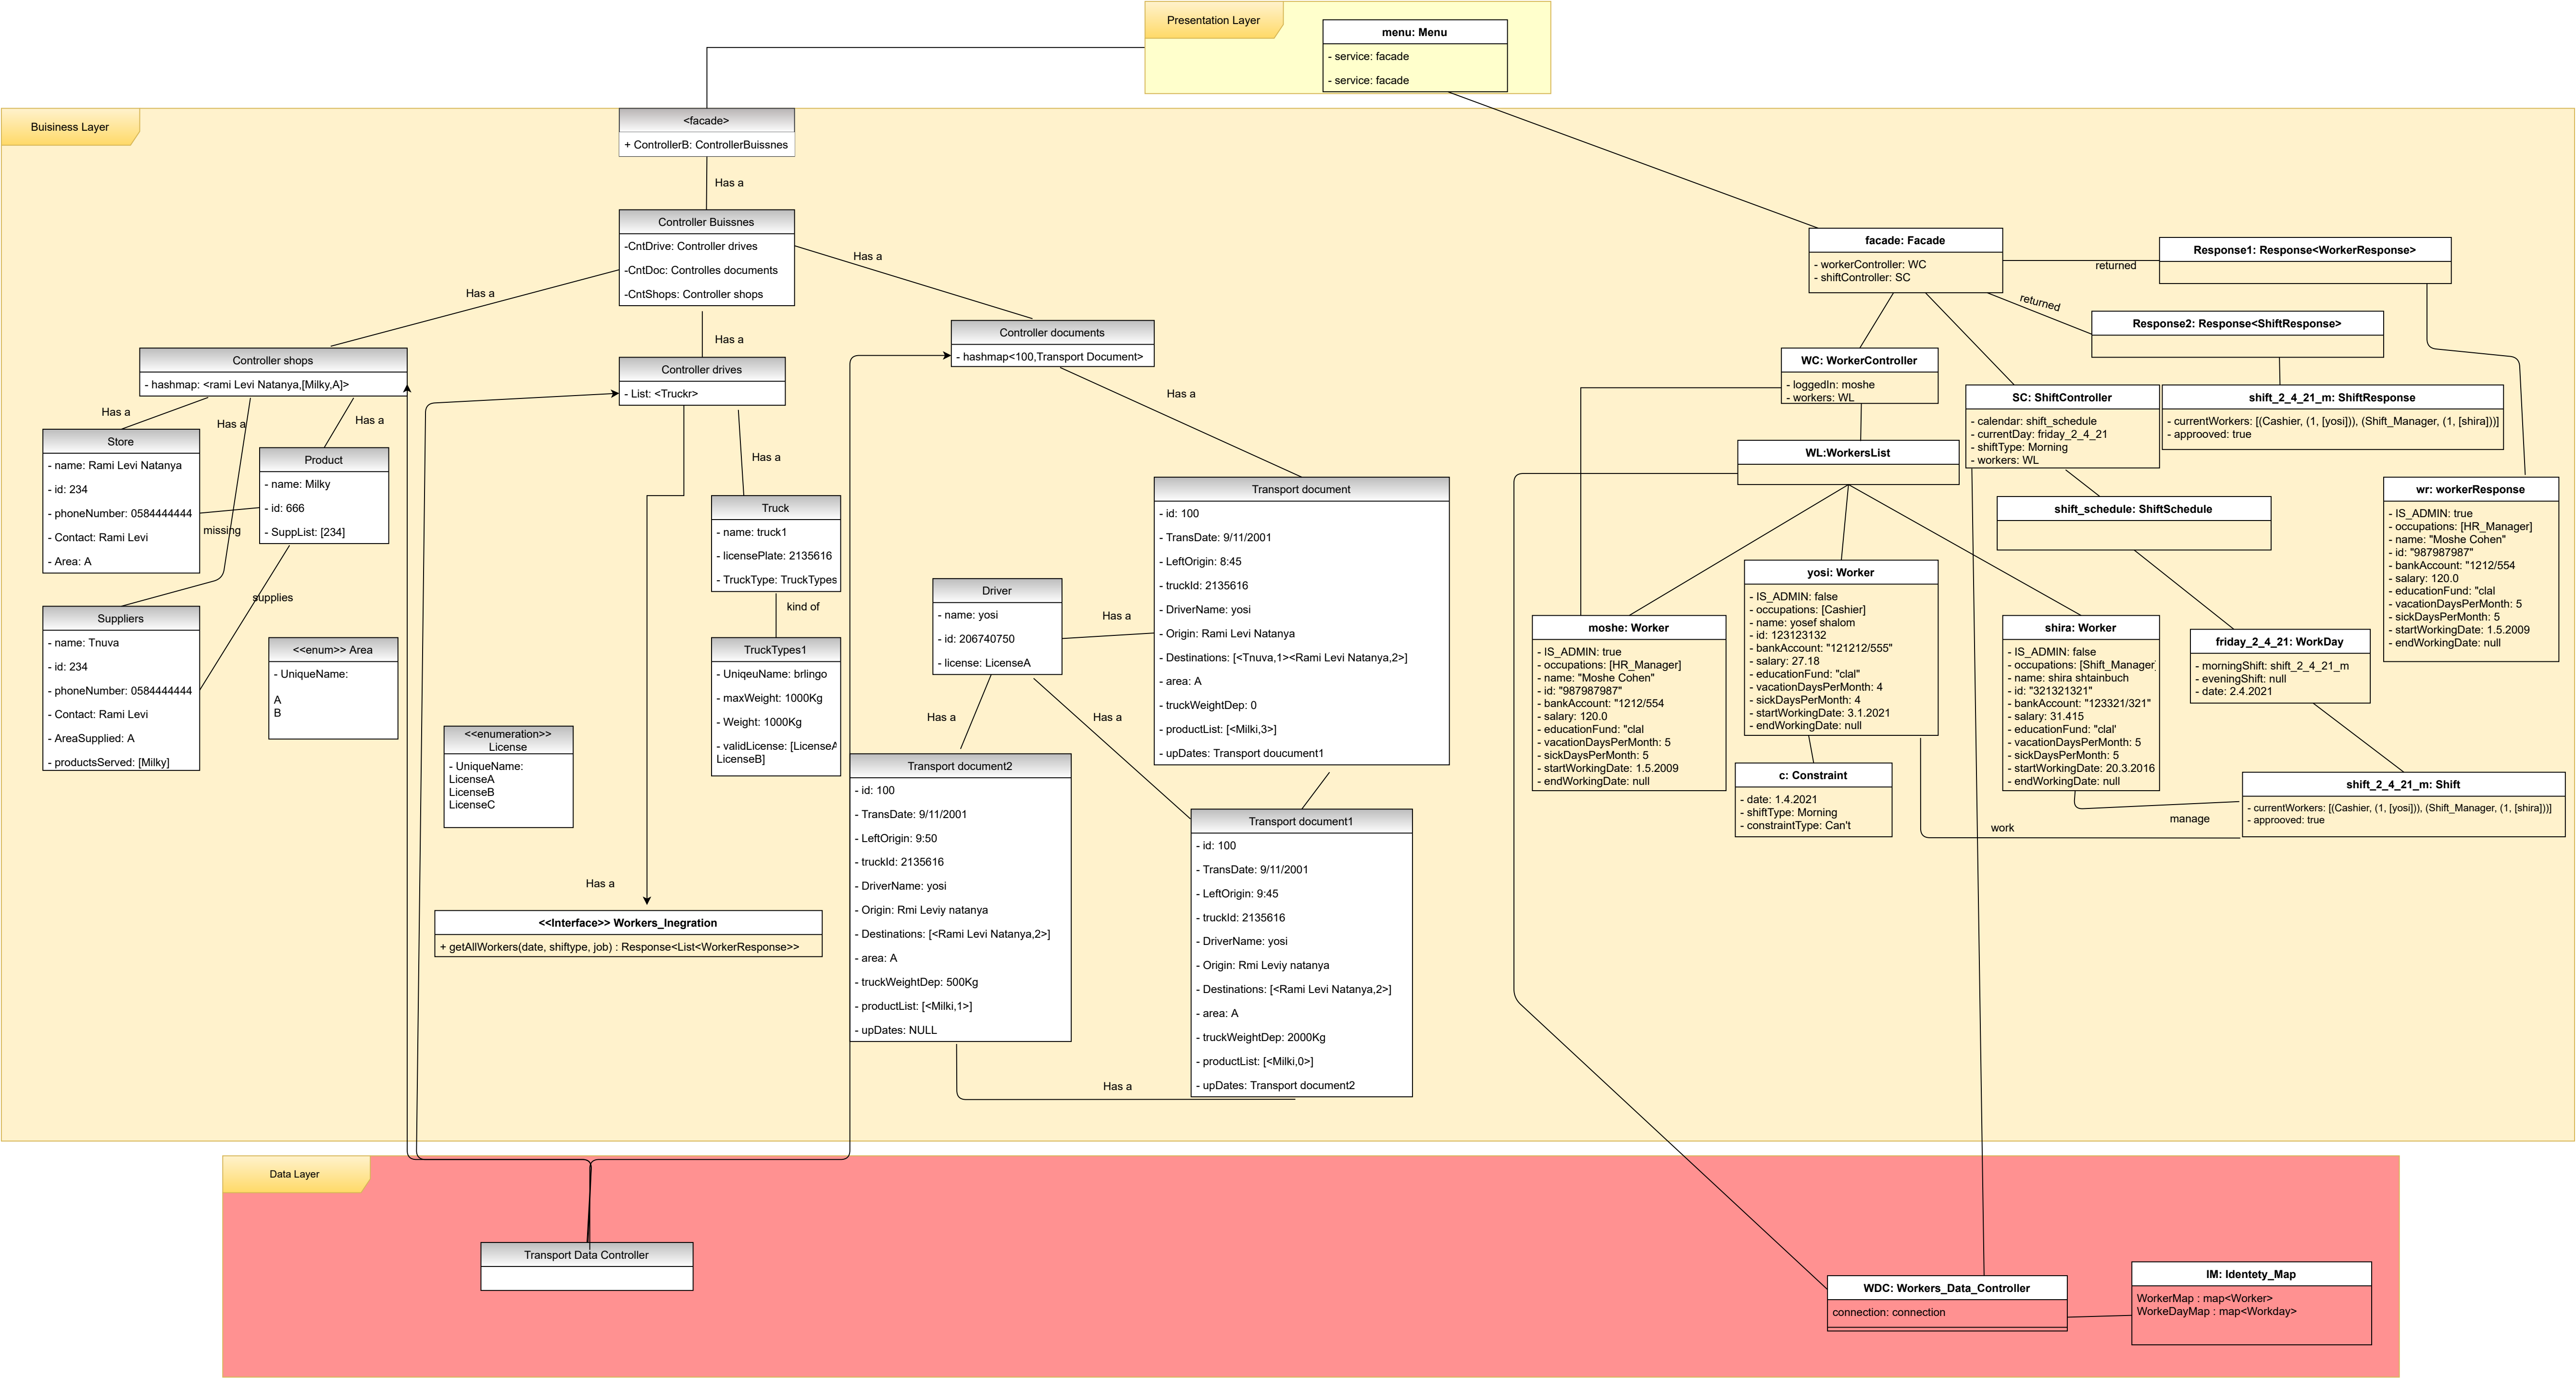 Presentation Layer
menu: Menu
- service: facade
- service: facade
Buisiness Layer
<facade>
+ ControllerB: ControllerBuissnes
Has a
Controller Buissnes
-CntDrive: Controller drives
-CntDoc: Controlles documents
-CntShops: Controller shops
Has a
Has a
Has a
Controller shops
- hashmap: <rami Levi Natanya,[Milky,A]>
Controller drives
- List: <Truckr>
Controller documents
- hashmap<100,Transport Document>
Has a
Has a
Has a
Has a
Has a
Store
- name: Rami Levi Natanya
- id: 234
- phoneNumber: 0584444444
- Contact: Rami Levi
- Area: A
Product
- name: Milky
- id: 666
- SuppList: [234]
missing
supplies
Suppliers
- name: Tnuva
- id: 234
- phoneNumber: 0584444444
- Contact: Rami Levi
- AreaSupplied: A
- productsServed: [Milky]
<<enum>> Area
- UniqueName:
A
B
<<enumeration>>
License
- UniqueName:
LicenseA
LicenseB
LicenseC
Truck
- name: truck1
- licensePlate: 2135616
- TruckType: TruckTypes
kind of
TruckTypes1
- UniqeuName: brlingo
- maxWeight: 1000Kg
- Weight: 1000Kg
- validLicense: [LicenseA
LicenseB]
Has a
<<Interface>> Workers_Inegration
+ getAllWorkers(date, shiftype, job) : Response<List<WorkerResponse>>
Driver
- name: yosi
- id: 206740750
- license: LicenseA
Has a
Has a
Has a
Transport document
- id: 100
- TransDate: 9/11/2001
- LeftOrigin: 8:45
- truckId: 2135616
- DriverName: yosi
- Origin: Rami Levi Natanya
- Destinations: [<Tnuva,1><Rami Levi Natanya,2>]
- area: A
- truckWeightDep: 0
- productList: [<Milki,3>]
- upDates: Transport doucument1
Transport document2
- id: 100
- TransDate: 9/11/2001
- LeftOrigin: 9:50
- truckId: 2135616
- DriverName: yosi
- Origin: Rmi Leviy natanya
- Destinations: [<Rami Levi Natanya,2>]
- area: A
- truckWeightDep: 500Kg
- productList: [<Milki,1>]
- upDates: NULL
Transport document1
- id: 100
- TransDate: 9/11/2001
- LeftOrigin: 9:45
- truckId: 2135616
- DriverName: yosi
- Origin: Rmi Leviy natanya
- Destinations: [<Rami Levi Natanya,2>]
- area: A
- truckWeightDep: 2000Kg
- productList: [<Milki,0>]
- upDates: Transport document2
Has a
facade: Facade
- workerController: WC
- shiftController: SC
returned
returned
Response1: Response<WorkerResponse>
Response2: Response<ShiftResponse>
WC: WorkerController
- loggedIn: moshe
- workers: WL
SC: ShiftController
- calendar: shift_schedule
- currentDay: friday_2_4_21
- shiftType: Morning
- workers: WL
shift_2_4_21_m: ShiftResponse
- currentWorkers: [(Cashier, (1, [yosi])), (Shift_Manager, (1, [shira]))]
- approoved: true
WL:WorkersList
shift_schedule: ShiftSchedule
wr: workerResponse
- IS_ADMIN: true
- occupations: [HR_Manager]
- name: "Moshe Cohen"
- id: "987987987"
- bankAccount: "1212/554
- salary: 120.0
- educationFund: "clal
- vacationDaysPerMonth: 5
- sickDaysPerMonth: 5
- startWorkingDate: 1.5.2009
- endWorkingDate: null
moshe: Worker
- IS_ADMIN: true
- occupations: [HR_Manager]
- name: "Moshe Cohen"
- id: "987987987"
- bankAccount: "1212/554
- salary: 120.0
- educationFund: "clal
- vacationDaysPerMonth: 5
- sickDaysPerMonth: 5
- startWorkingDate: 1.5.2009
- endWorkingDate: null
yosi: Worker
- IS_ADMIN: false
- occupations: [Cashier]
- name: yosef shalom
- id: 123123132
- bankAccount: "121212/555"
- salary: 27.18
- educationFund: "clal"
- vacationDaysPerMonth: 4
- sickDaysPerMonth: 4
- startWorkingDate: 3.1.2021
- endWorkingDate: null
shira: Worker
- IS_ADMIN: false
- occupations: [Shift_Manager]
- name: shira shtainbuch
- id: "321321321"
- bankAccount: "123321/321"
- salary: 31.415
- educationFund: "clal'
- vacationDaysPerMonth: 5
- sickDaysPerMonth: 5
- startWorkingDate: 20.3.2016
- endWorkingDate: null
friday_2_4_21: WorkDay
- morningShift: shift_2_4_21_m
- eveningShift: null
- date: 2.4.2021
c: Constraint
- date: 1.4.2021
- shiftType: Morning
- constraintType: Can't
shift_2_4_21_m: Shift
- currentWorkers: [(Cashier, (1, [yosi])), (Shift_Manager, (1, [shira]))]
- approoved: true
manage
work
Data Layer
Transport Data Controller
WDC: Workers_Data_Controller
connection: connection
IM: Identety_Map
WorkerMap : map<Worker>
WorkeDayMap : map<Workday>